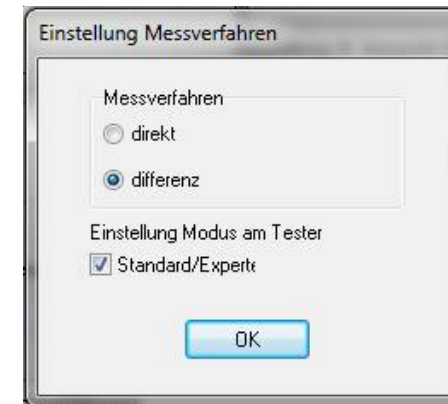 Einstellung Messverfahren
Messverfahren
direkt
differenz
Einstellung Modus am Tester
Standard/Experte
OK